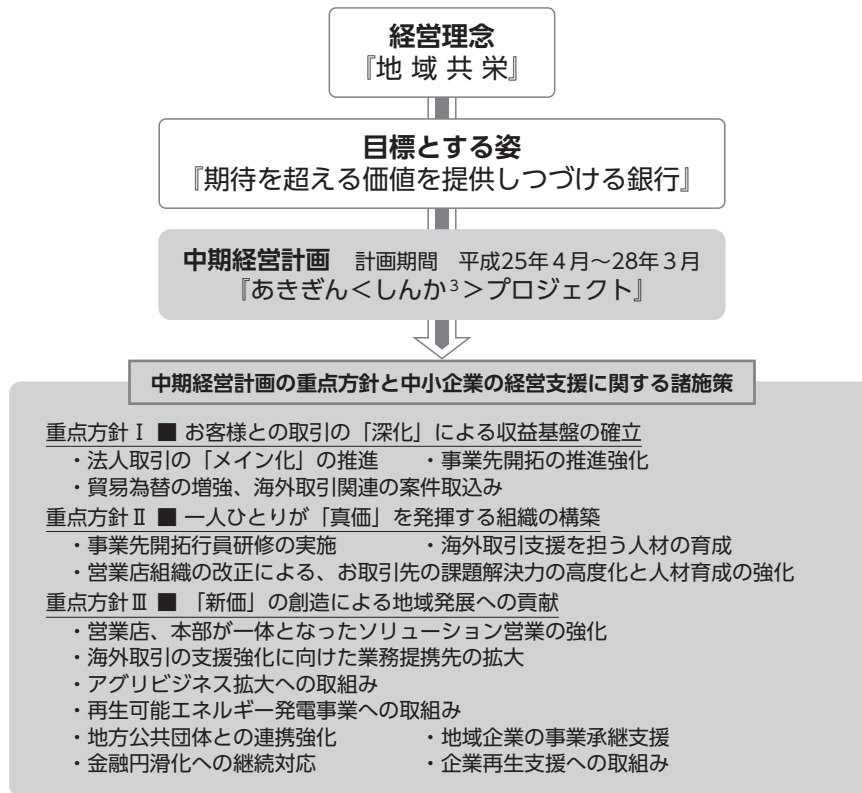 経営理念
『地 域 共 栄』
目標とする姿
『期待を超える価値を提供しつづける銀行』
中期経営計画 計画期間 平成25年4月〜28年3月
『あきぎん<しんか³>プロジェクト』
中期経営計画の重点方針と中小企業の経営支援に関する諸施策
重点方針Ⅰ ■ お客様との取引の「深化」による収益基盤の確立
・法人取引の「メイン化」の推進 ・事業先開拓の推進強化
・貿易為替の増強、海外取引関連の案件取込み
重点方針Ⅱ ■ 一人ひとりが「真価」を発揮する組織の構築
・事業先開拓行員研修の実施 ・海外取引支援を担う人材の育成
・営業店組織の改正による、お取引先の課題解決力の高度化と人材育成の強化
重点方針Ⅲ ■ 「新価」の創造による地域発展への貢献
・営業店、本部が一体となったソリューション営業の強化
・海外取引の支援強化に向けた業務提携先の拡大
・アグリビジネス拡大への取組み
・再生可能エネルギー発電事業への取組み
・地方公共団体との連携強化 ・地域企業の事業承継支援
・金融円滑化への継続対応 ・企業再生支援への取組み